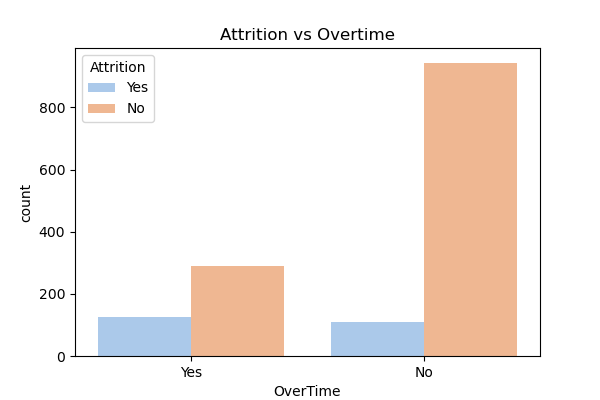 Attrition vs Overtime
Attrition
Yes
No
800
600
400
200
0
count
Yes
No
OverTime